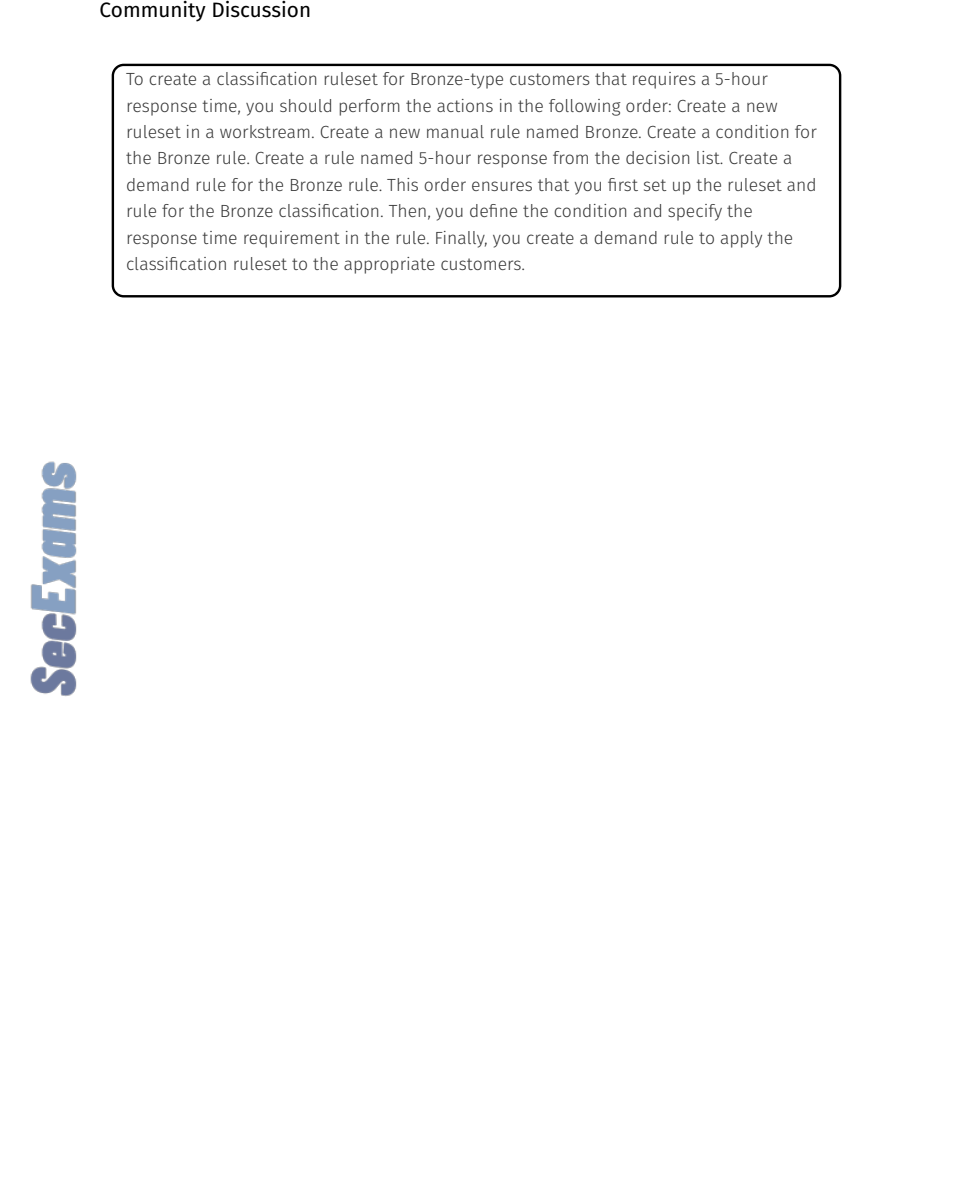 Community Discussion
To create a classification ruleset for Bronze-type customers that requires a 5-hour
response time, you should perform the actions in the following order: Create a new
ruleset in a workstream. Create a new manual rule named Bronze. Create a condition for
the Bronze rule. Create a rule named 5-hour response from the decision list. Create a
demand rule for the Bronze rule. This order ensures that you first set up the ruleset and
rule for the Bronze classification. Then, you define the condition and specify the
response time requirement in the rule. Finally, you create a demand rule to apply the
classification ruleset to the appropriate customers.
SecExams